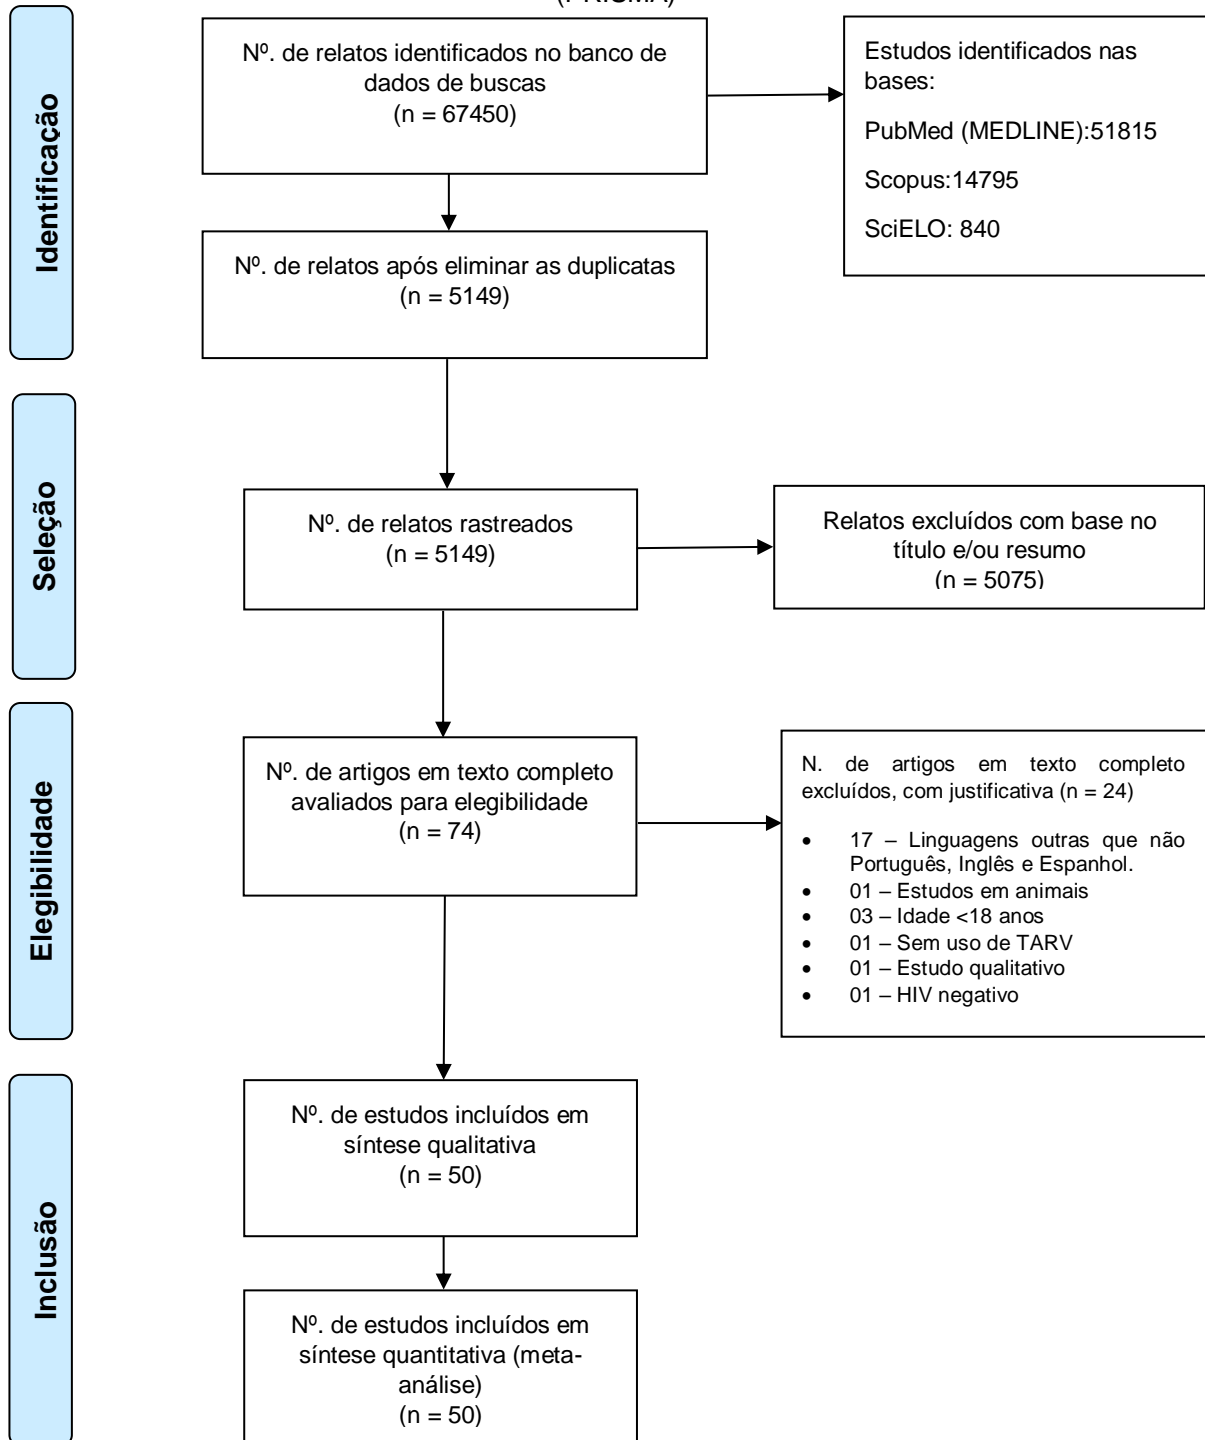 (PRISMA)
Identificação
Nº. de relatos identificados no banco de
dados de buscas
(n = 67450)
Estudos identificados nas
bases:
PubMed (MEDLINE):51815
Scopus:14795
SciELO: 840
Nº. de relatos após eliminar as duplicatas
(n = 5149)
Seleção
Nº. de relatos rastreados
(n = 5149)
Relatos excluídos com base no
título e/ou resumo
(n = 5075)
Elegibilidade
Nº. de artigos em texto completo
avaliados para elegibilidade
(n = 74)
N. de artigos em texto completo
excluídos, com justificativa (n = 24)
• 17 – Linguagens outras que não
Português, Inglês e Espanhol.
• 01 – Estudos em animais
• 03 – Idade <18 anos
• 01 – Sem uso de TARV
• 01 – Estudo qualitativo
• 01 – HIV negativo
Inclusão
Nº. de estudos incluídos em
síntese qualitativa
(n = 50)
Nº. de estudos incluídos em
síntese quantitativa (meta-
análise)
(n = 50)